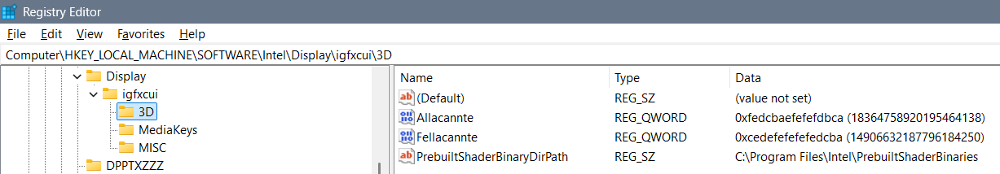 Registry Editor
File Edit View Favorites Help
Computer\HKEY_LOCAL_MACHINE\SOFTWARE\Intel\Display\igfxcui\3D
Display
igfxcui
3D
MediaKeys
MISC
DPPTXZZZ
Name Type Data
(Default) REG_SZ (value not set)
Allacannte REG_QWORD 0xfedcbaefefefdbca (18364758920195464138)
Fellacannte REG_QWORD 0xcedefefefefedcba (14906632187796184250)
PrebuiltShaderBinaryDirPath REG_SZ C:\Program Files\Intel\PrebuiltShaderBinaries